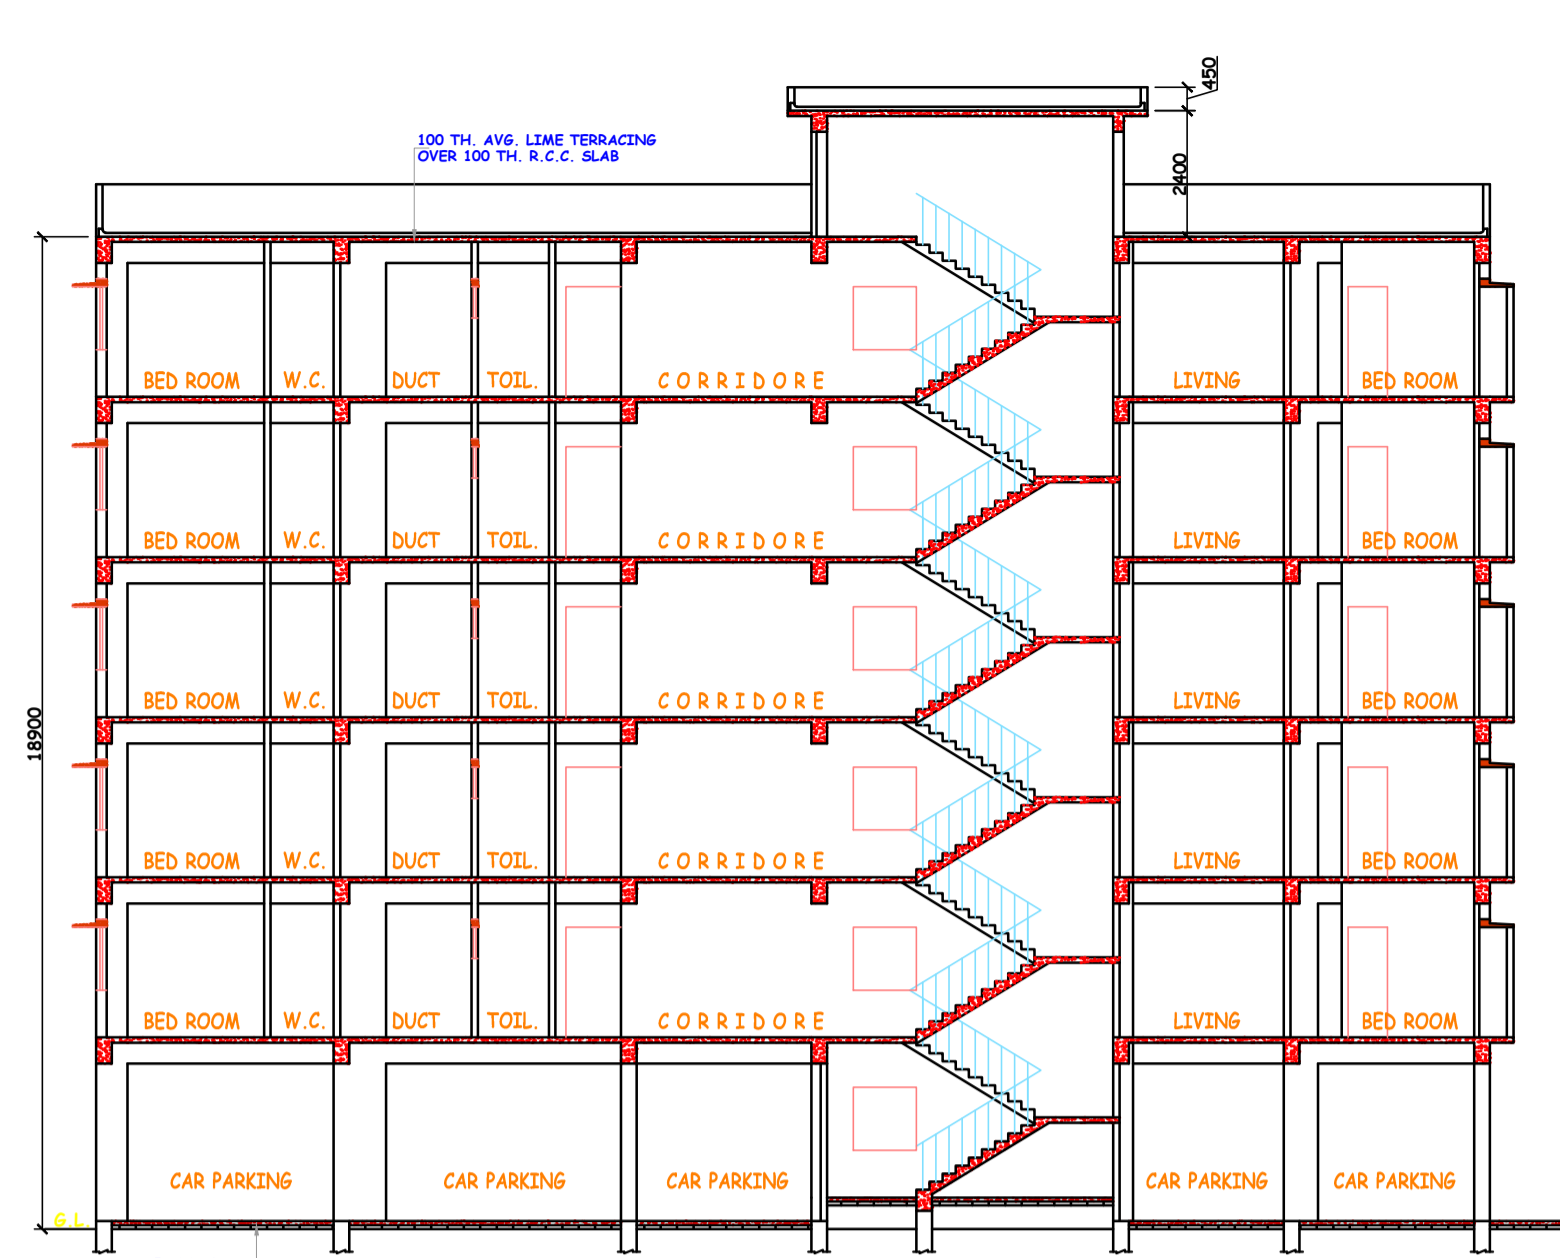 450
100 TH. AVG. LIME TERRACING
OVER 100 TH. R.C.C. SLAB
2400
BED ROOM W.C. DUCT TOIL. CORRIDORE LIVING BED ROOM
BED ROOM W.C. DUCT TOIL. CORRIDORE LIVING BED ROOM
BED ROOM W.C. DUCT TOIL. CORRIDORE LIVING BED ROOM
18900
BED ROOM W.C. DUCT TOIL. CORRIDORE LIVING BED ROOM
BED ROOM W.C. DUCT TOIL. CORRIDORE LIVING BED ROOM
CAR PARKING CAR PARKING CAR PARKING CAR PARKING CAR PARKING
G.L.